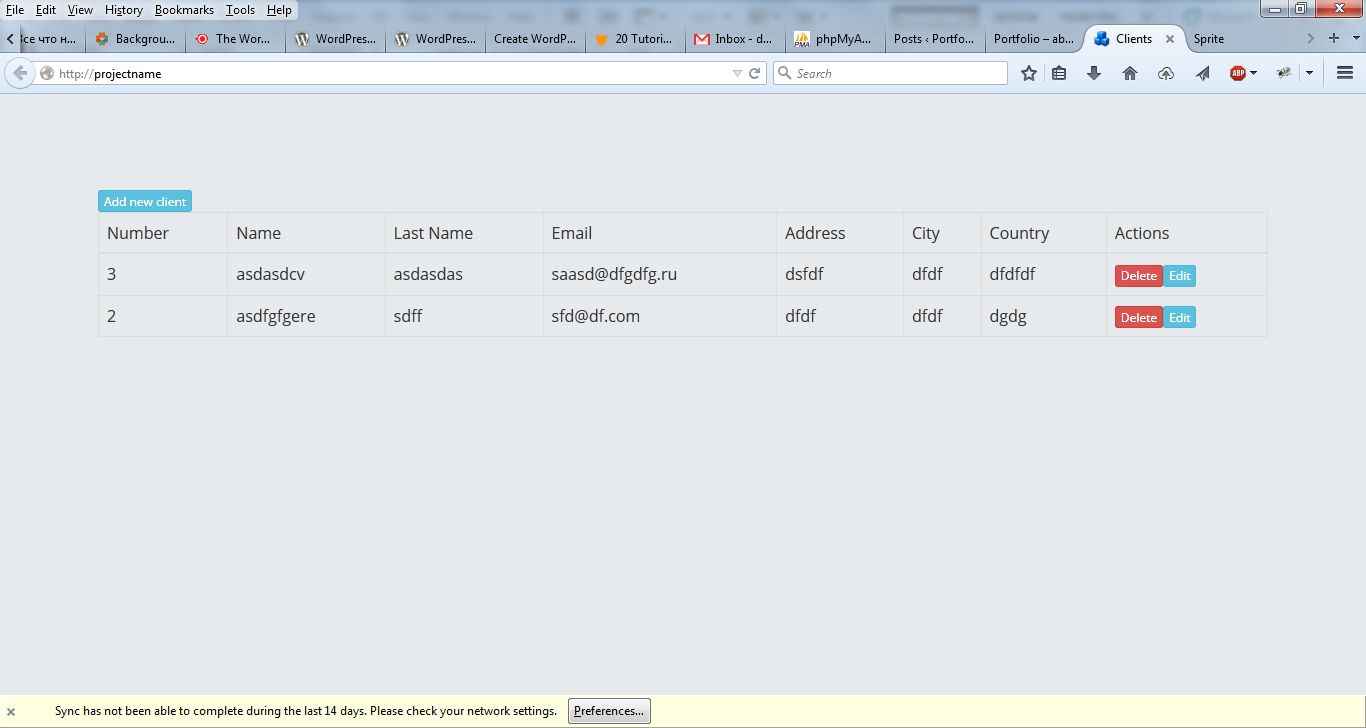 File Edit View History Bookmarks Tools Help
Все что н... Backgrou... The Wor... WordPres... WordPres... Create WordP... 20 Tutori... Inbox - d... phpMyA... Posts ‹ Portfo... Portfolio – ab... Clients Sprite
http://projectname Search ABP
Add new client
Number Name Last Name Email Address City Country Actions
3 asdasdcv asdasdas saasd@dfgdfg.ru dsfdf dfdf dfdfdf Delete Edit
2 asdfgfgere sdff sfd@df.com dfdf dfdf dgdg Delete Edit
Sync has not been able to complete during the last 14 days. Please check your network settings. Preferences...